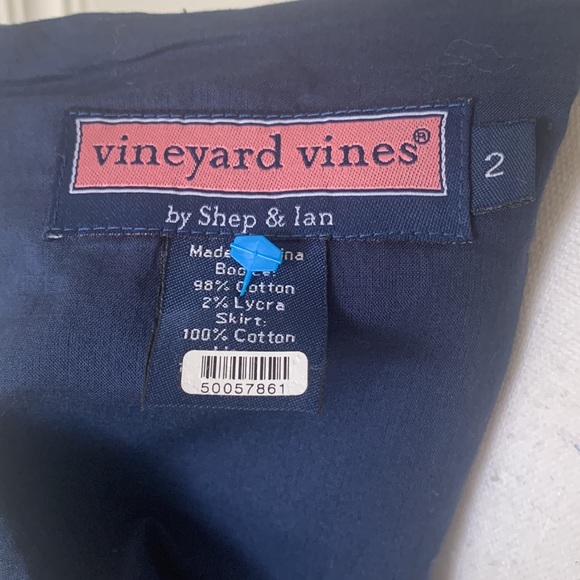 vineyard vines®
2
by Shep & Ian
Made
98% Cotton
2% Lycra
Skirt:
100% Cotton
50057861